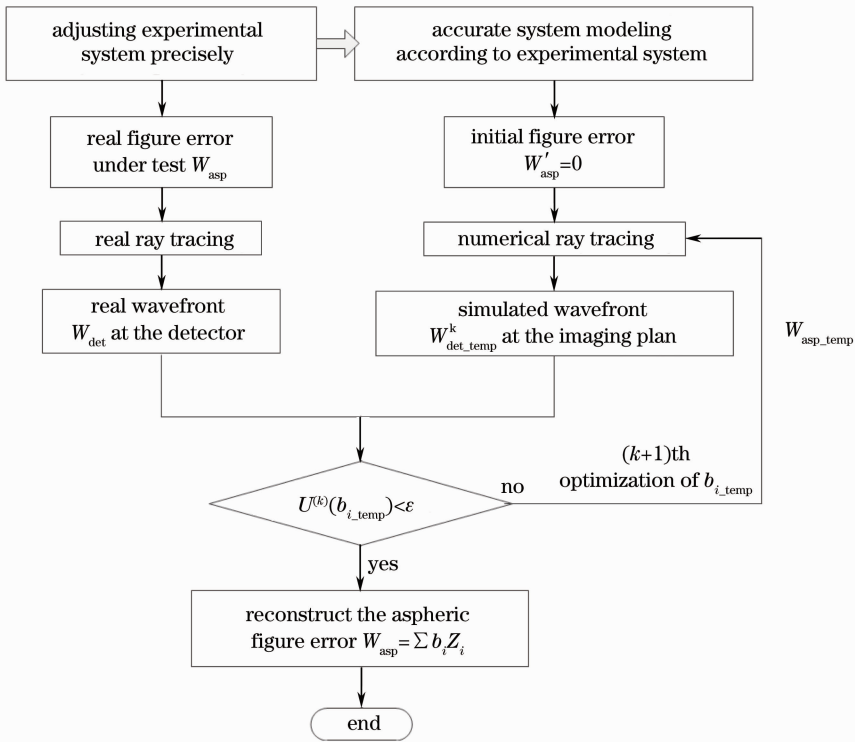 adjusting experimental
system precisely
accurate system modeling
according to experimental system
real figure error
under test W_asp
initial figure error
W′_asp=0
real ray tracing
numerical ray tracing
real wavefront
W_det at the detector
simulated wavefront
W^k_det_temp at the imaging plan
W_asp_temp
(k+1)th
optimization of b_i_temp
no
U^(k)(b_i_temp)<ε
yes
reconstruct the aspheric
figure error W_asp=Σb_iZ_i
end